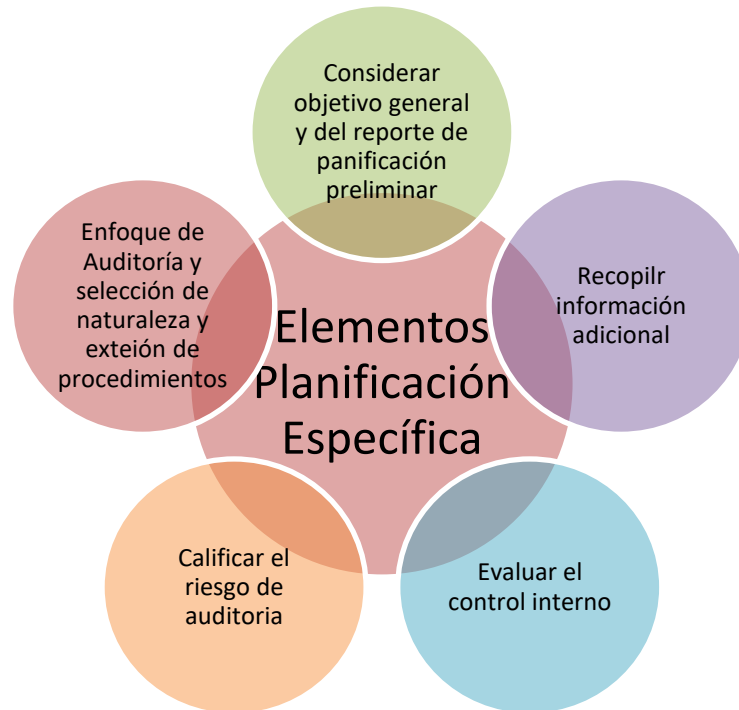 Considerar
objetivo general
y del reporte de
panificación
preliminar
Enfoque de
Auditoría y
selección de
naturaleza y
exteión de
procedimientos
Elementos
Planificación
Específica
Recopilr
información
adicional
Calificar el
riesgo de
auditoria
Evaluar el
control interno